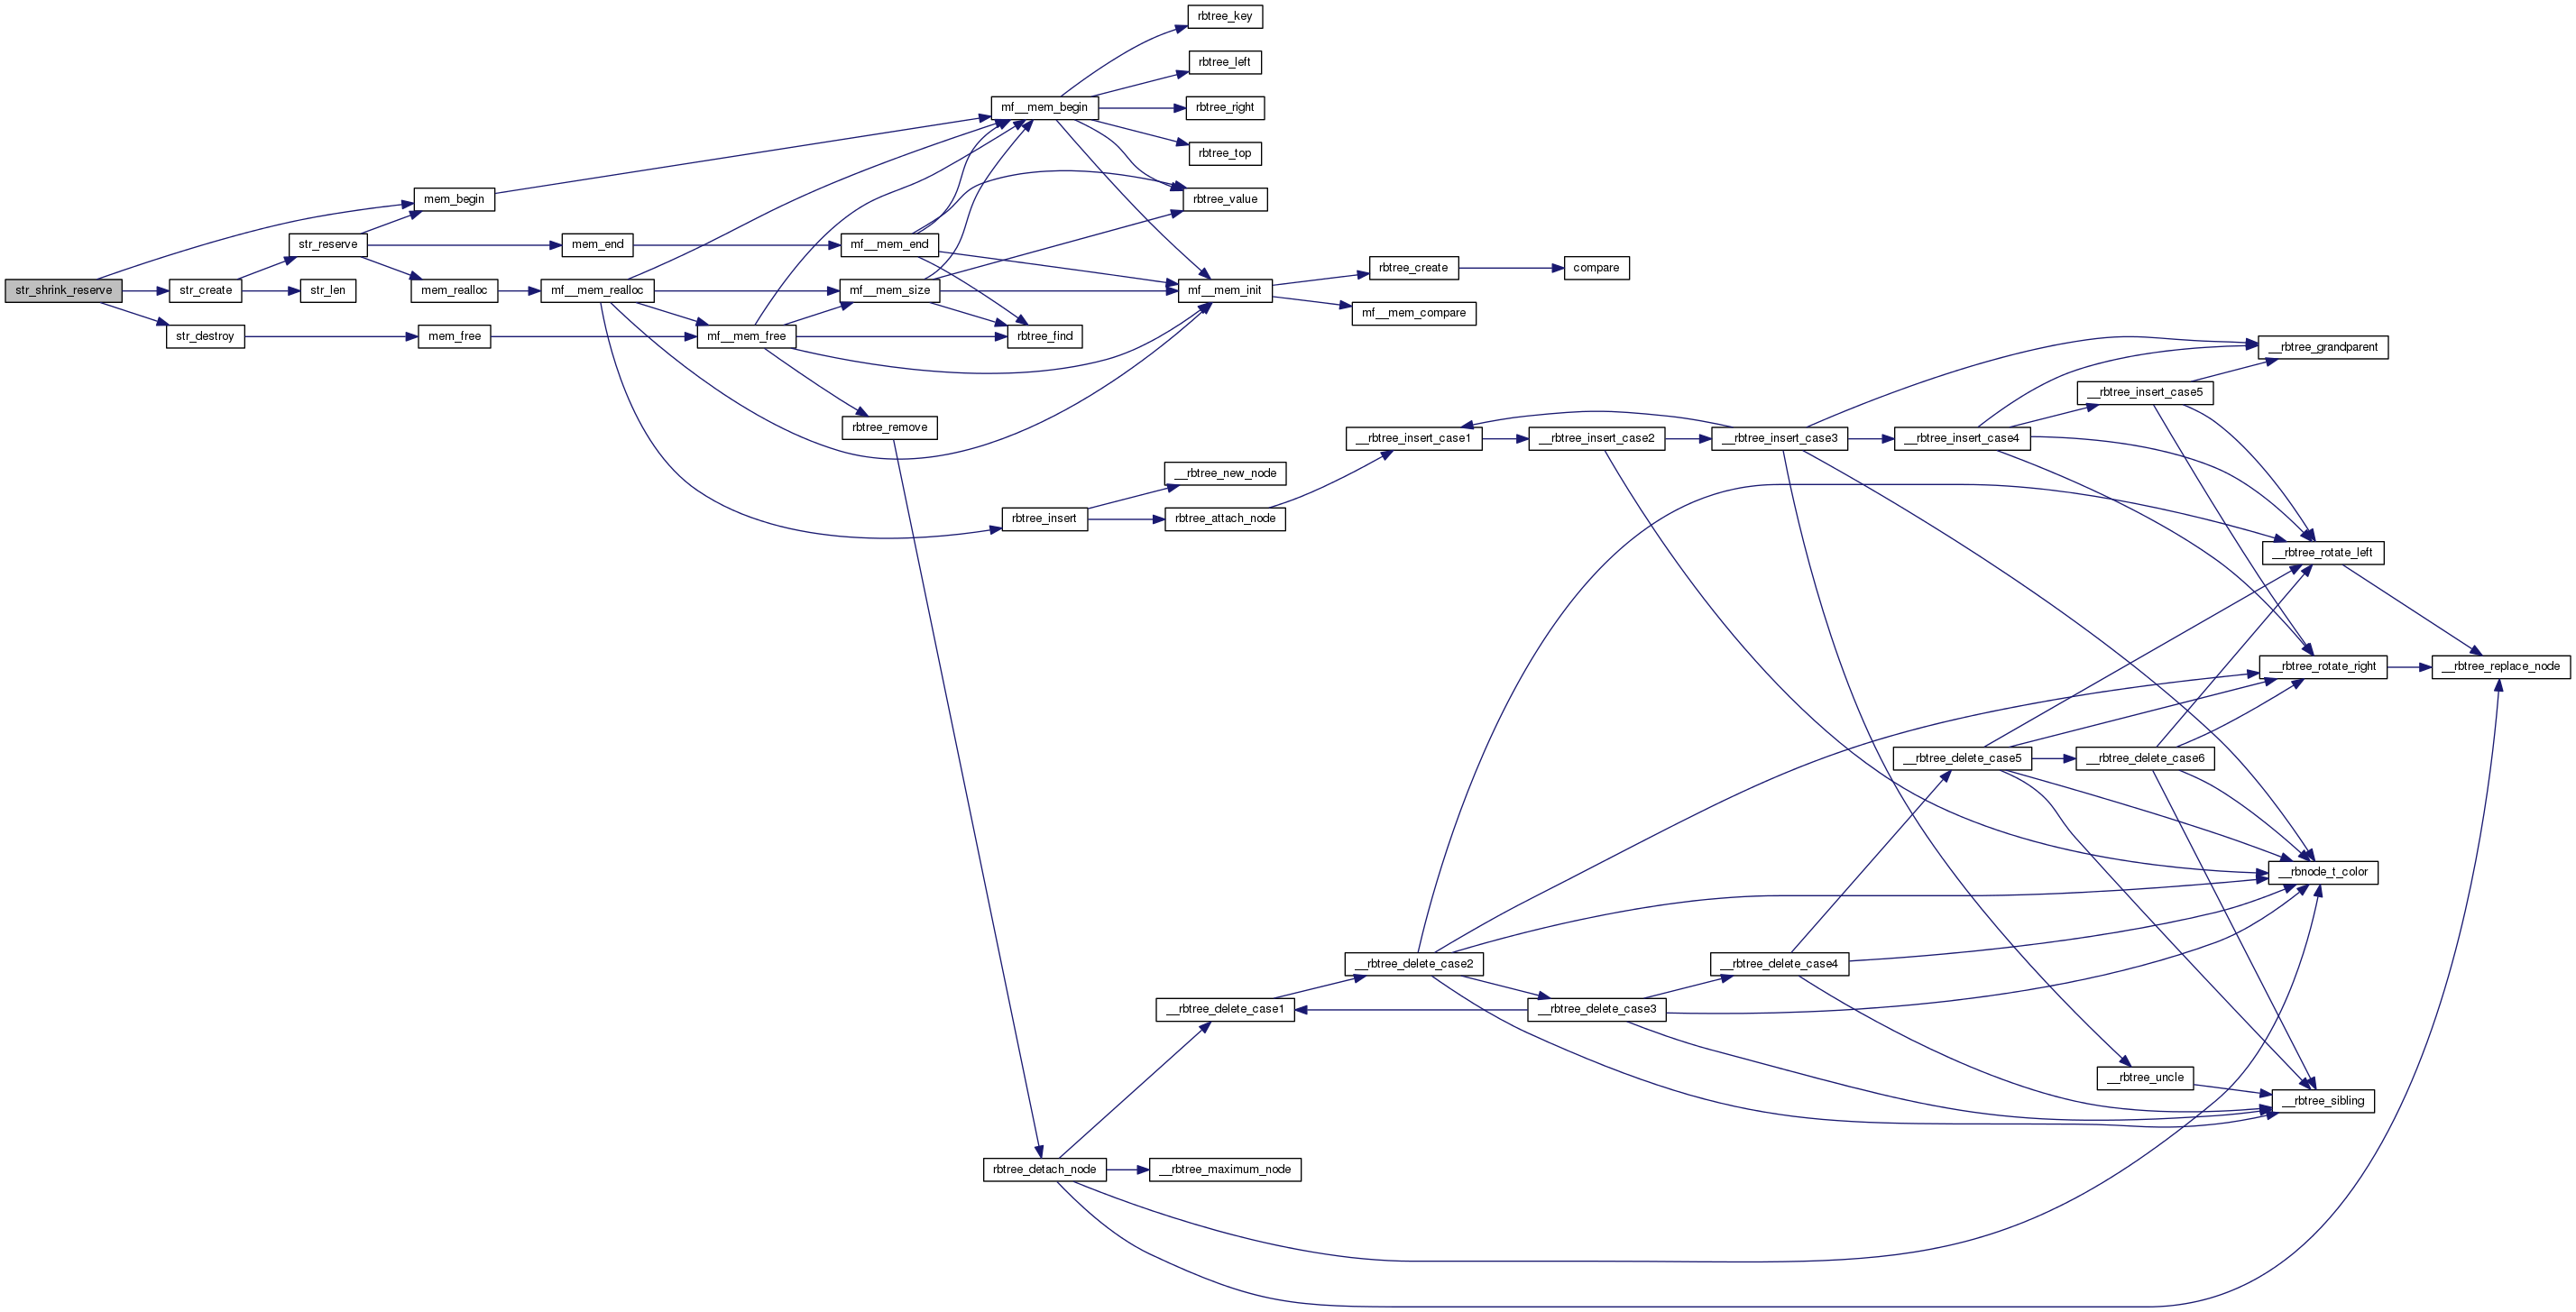 rbtree_key
rbtree_left
mf__mem_begin
rbtree_right
rbtree_top
mem_begin
rbtree_value
str_reserve
mem_end
mf__mem_end
rbtree_create
compare
str_shrink_reserve
str_create
str_len
mem_realloc
mf__mem_realloc
mf__mem_size
mf__mem_init
mf__mem_compare
str_destroy
mem_free
mf__mem_free
rbtree_find
__rbtree_grandparent
__rbtree_insert_case5
rbtree_remove
__rbtree_insert_case1
__rbtree_insert_case2
__rbtree_insert_case3
__rbtree_insert_case4
__rbtree_new_node
rbtree_insert
rbtree_attach_node
__rbtree_rotate_left
__rbtree_rotate_right
__rbtree_replace_node
__rbtree_delete_case5
__rbtree_delete_case6
__rbnode_t_color
__rbtree_delete_case2
__rbtree_delete_case4
__rbtree_delete_case1
__rbtree_delete_case3
__rbtree_uncle
__rbtree_sibling
rbtree_detach_node
__rbtree_maximum_node